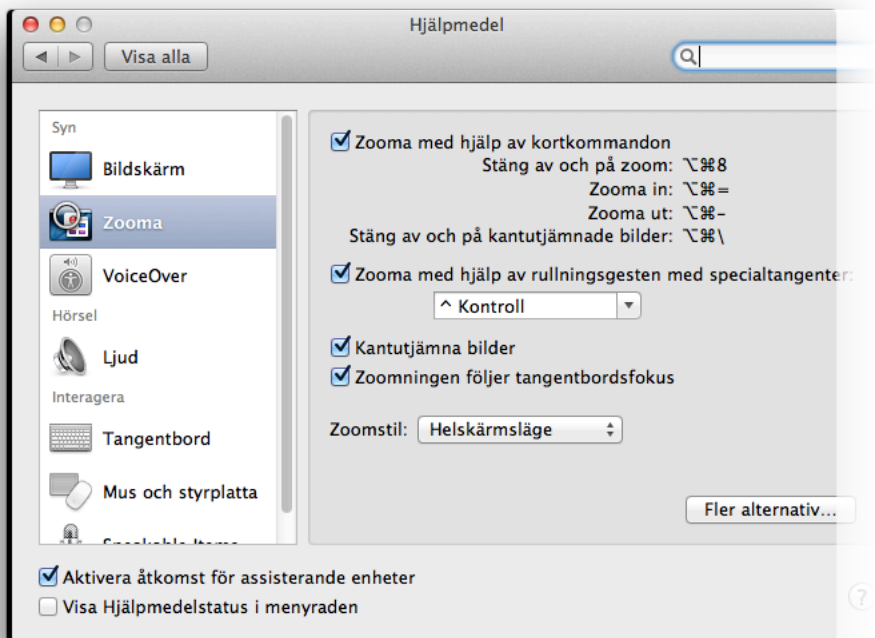 Hjälpmedel
Visa alla
Syn
Bildskärm
Zooma
VoiceOver
Hörsel
Ljud
Interagera
Tangentbord
Mus och styrplatta
Speakable Items
Zooma med hjälp av kortkommandon
Stäng av och på zoom: ⌥⌘8
Zooma in: ⌥⌘=
Zooma ut: ⌥⌘-
Stäng av och på kantutjämnade bilder: ⌥⌘\
Zooma med hjälp av rullningsgesten med specialtangenter:
^ Kontroll
Kantutjämna bilder
Zoomningen följer tangentbordsfokus
Zoomstil: Helskärmsläge
Fler alternativ...
Aktivera åtkomst för assisterande enheter
Visa Hjälpmedelstatus i menyraden
?